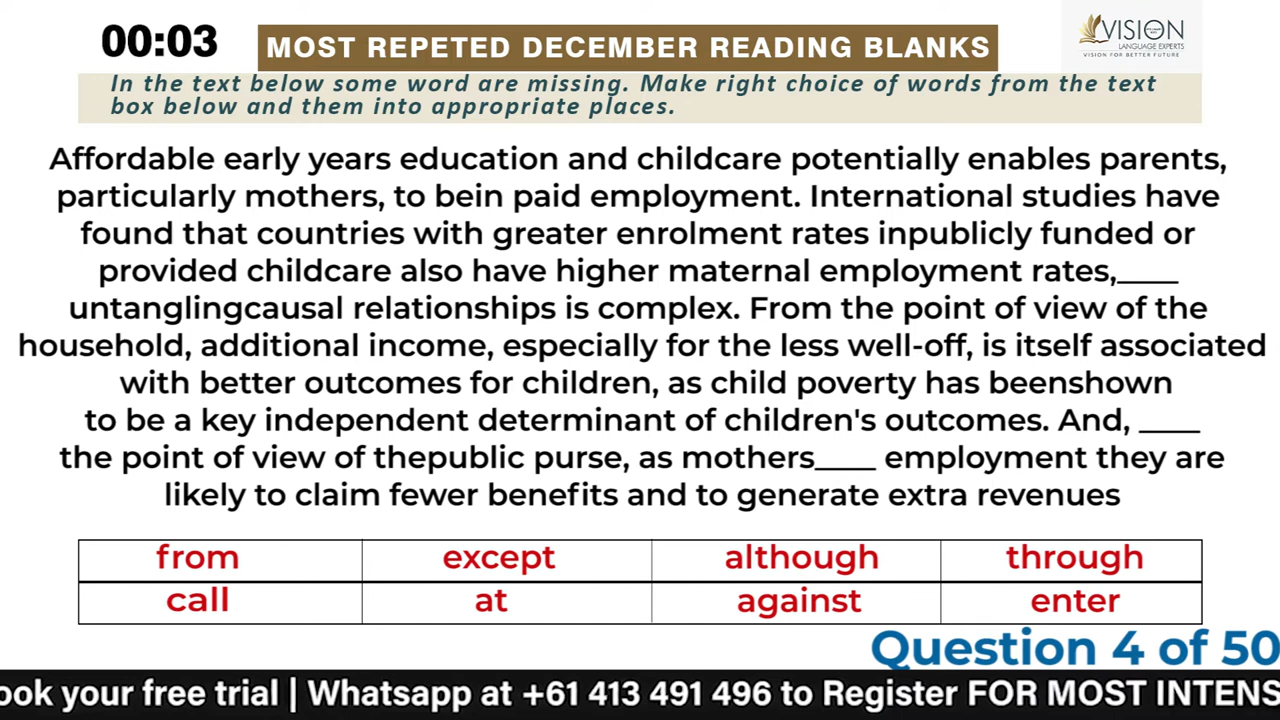 00:03
MOST REPETED DECEMBER READING BLANKS
VISION
LANGUAGE EXPERTS
VISION FOR BETTER FUTURE
In the text below some word are missing. Make right choice of words from the text
box below and them into appropriate places.
Affordable early years education and childcare potentially enables parents,
particularly mothers, to bein paid employment. International studies have
found that countries with greater enrolment rates inpublicly funded or
provided childcare also have higher maternal employment rates,____
untanglingcausal relationships is complex. From the point of view of the
household, additional income, especially for the less well-off, is itself associated
with better outcomes for children, as child poverty has beenshown
to be a key independent determinant of children's outcomes. And, ____
the point of view of thepublic purse, as mothers____ employment they are
likely to claim fewer benefits and to generate extra revenues
from except although through
call at against enter
Question 4 of 50
ook your free trial | Whatsapp at +61 413 491 496 to Register FOR MOST INTENS